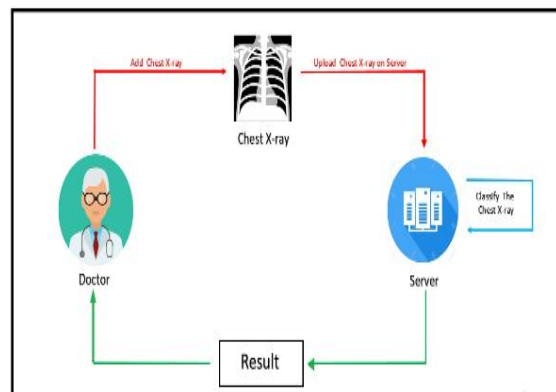 Add Chest X-ray
Upload Chest X-ray on Server
Chest X-ray
Classify The
Chest X-ray
Doctor
Server
Result